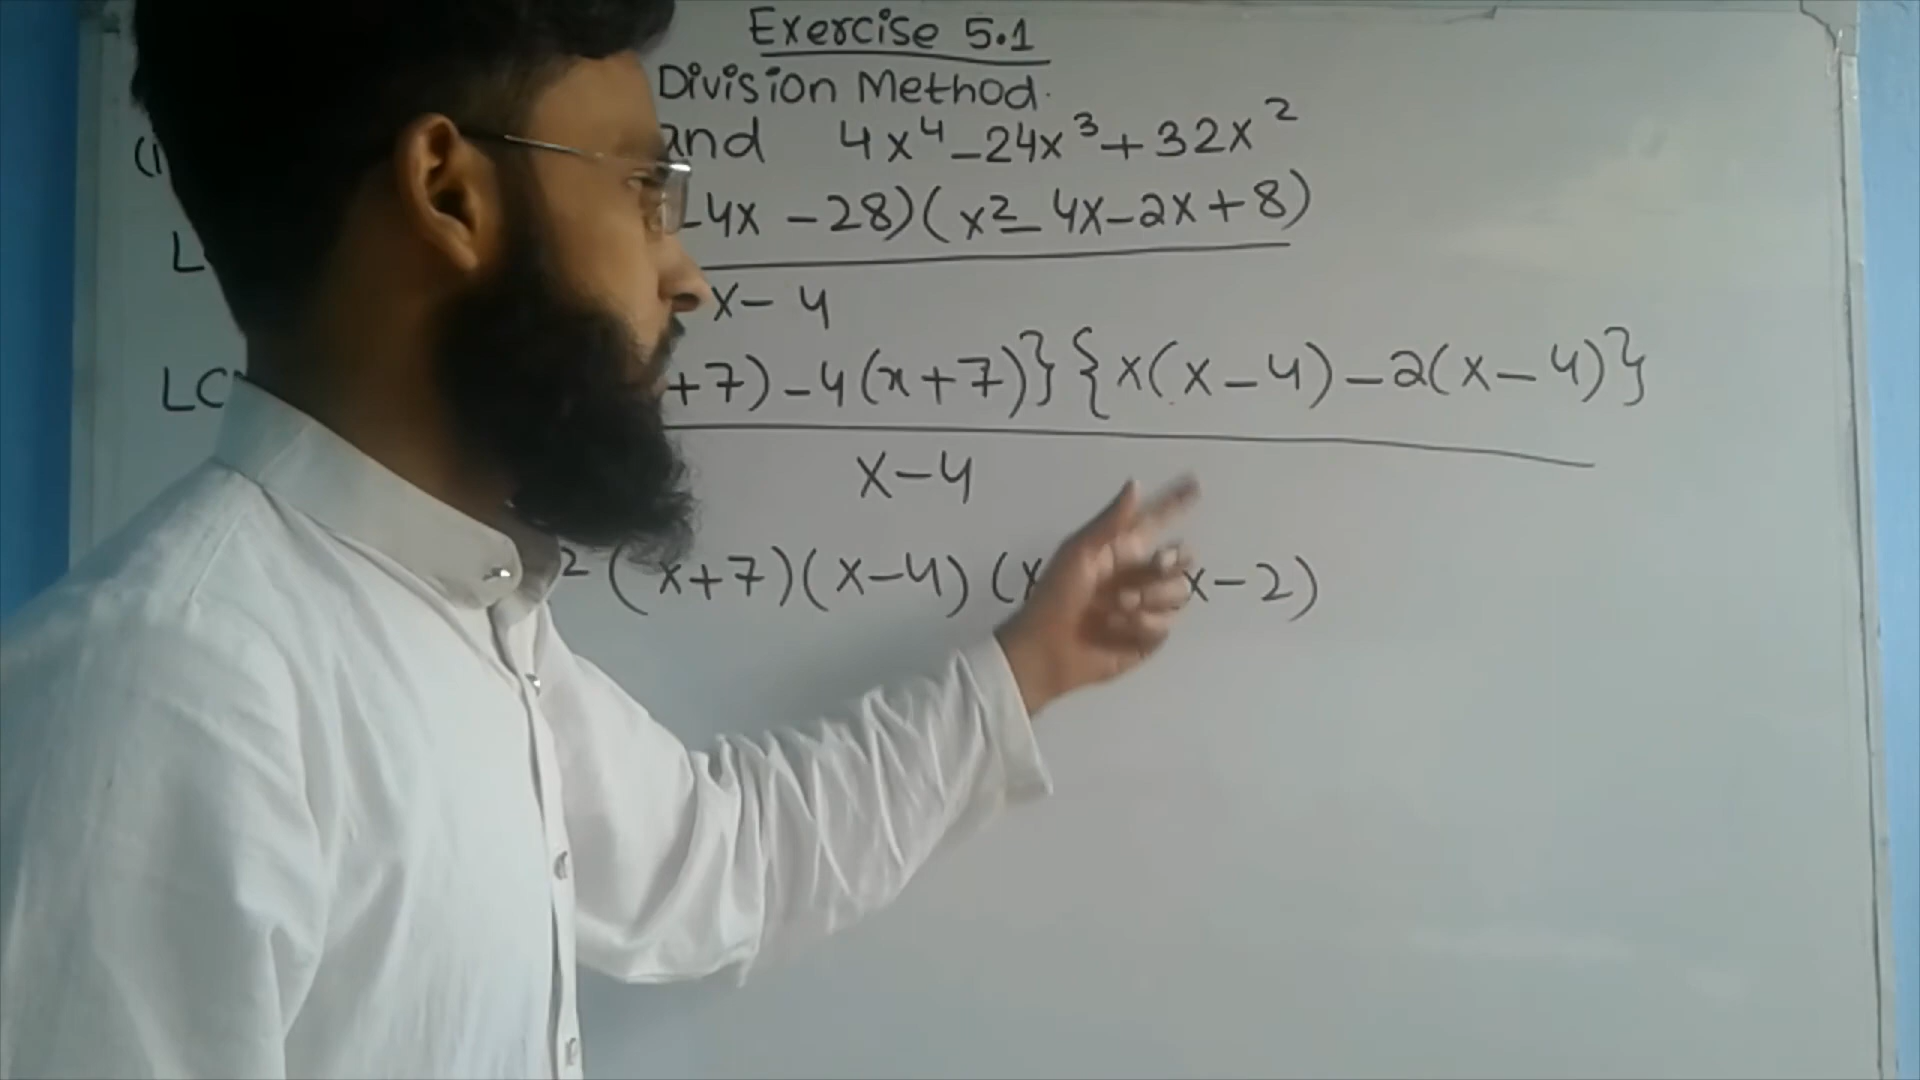 Exercise 5.1
Division Method.
(i and 4x⁴-24x³+32x²
L -4x -28)(x²-4x-2x+8)
x-4
LC +7)-4(x+7)}{x(x-4)-2(x-4)}
x-4
²(x+7)(x-4)(x x-2)